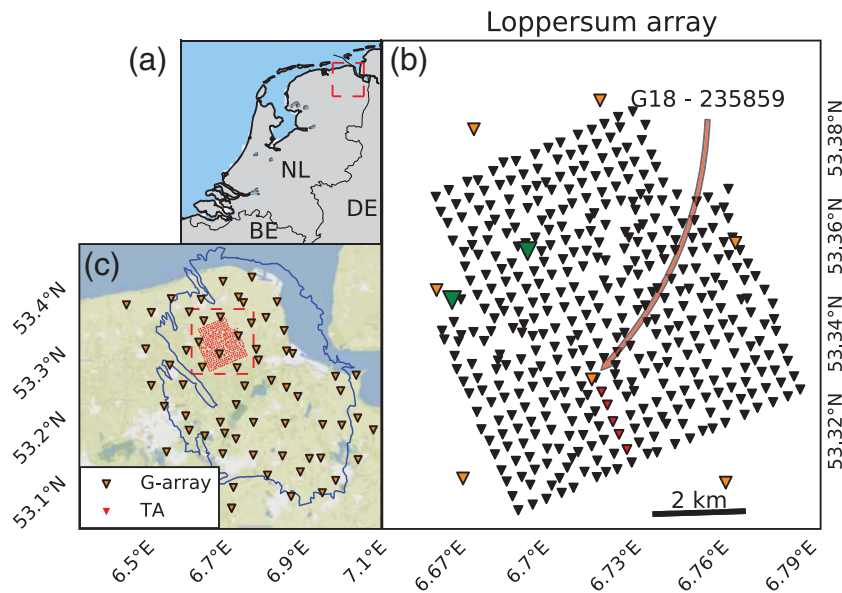 Loppersum array
(a)
NL
DE
BE
(b)
G18 - 235859
53.38°N
53.36°N
53.34°N
53.32°N
2 km
6.67°E
6.7°E
6.73°E
6.76°E
6.79°E
(c)
53.4°N
53.3°N
53.2°N
53.1°N
G-array
TA
6.5°E
6.7°E
6.9°E
7.1°E